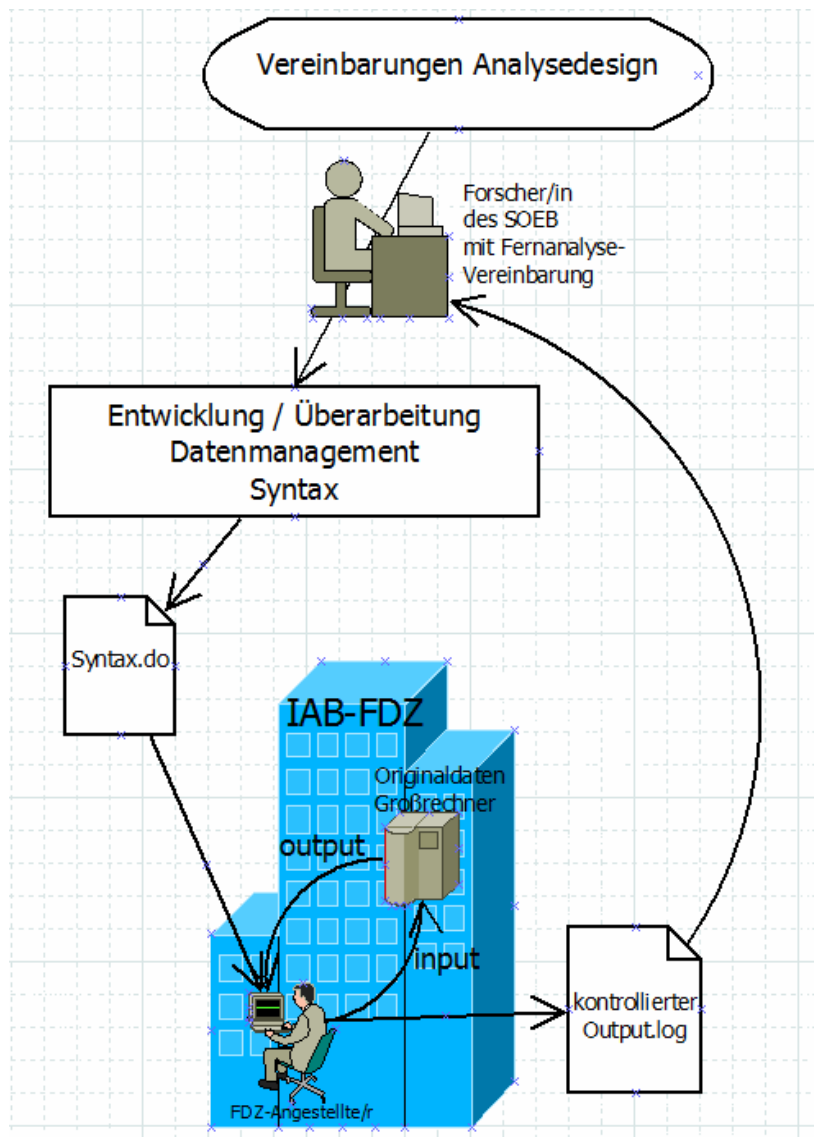 Vereinbarungen Analysedesign
Forscher/in
des SOEB
mit Fernanalyse-
Vereinbarung
Entwicklung / Überarbeitung
Datenmanagement
Syntax
Syntax.do
IAB-FDZ
Originaldaten
Großrechner
output
input
kontrollierter
Output.log
FDZ-Angestellte/r